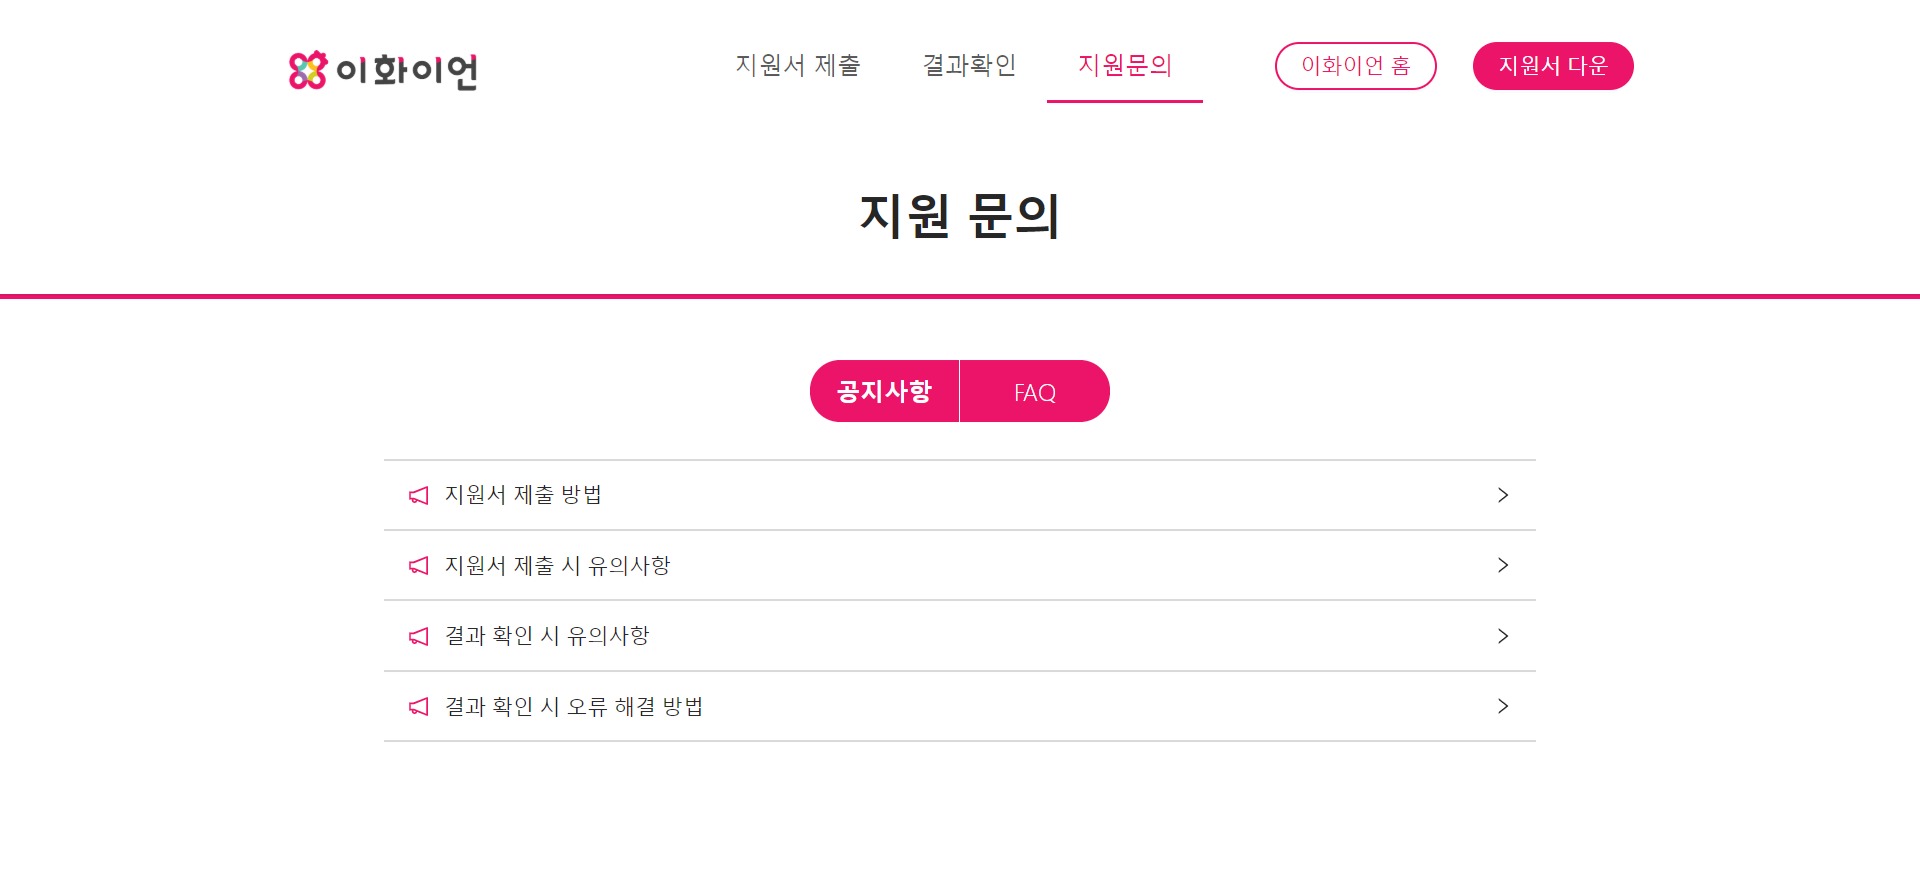 이화이언
지원서 제출
결과확인
지원문의
이화이언 홈
지원서 다운
지원 문의
공지사항
FAQ
지원서 제출 방법
지원서 제출 시 유의사항
결과 확인 시 유의사항
결과 확인 시 오류 해결 방법